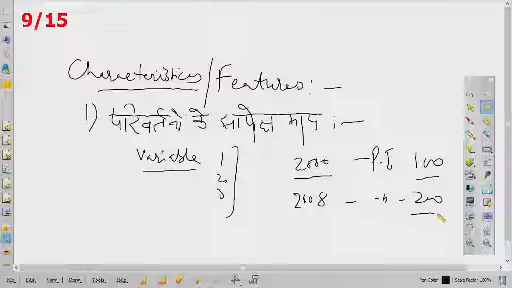 9/15
Characteristics / Features :-
1) परिवर्तनों के सापेक्ष माप :-
Variable 1 2000 - P.I 100
2
3 2008 - -"- - 200